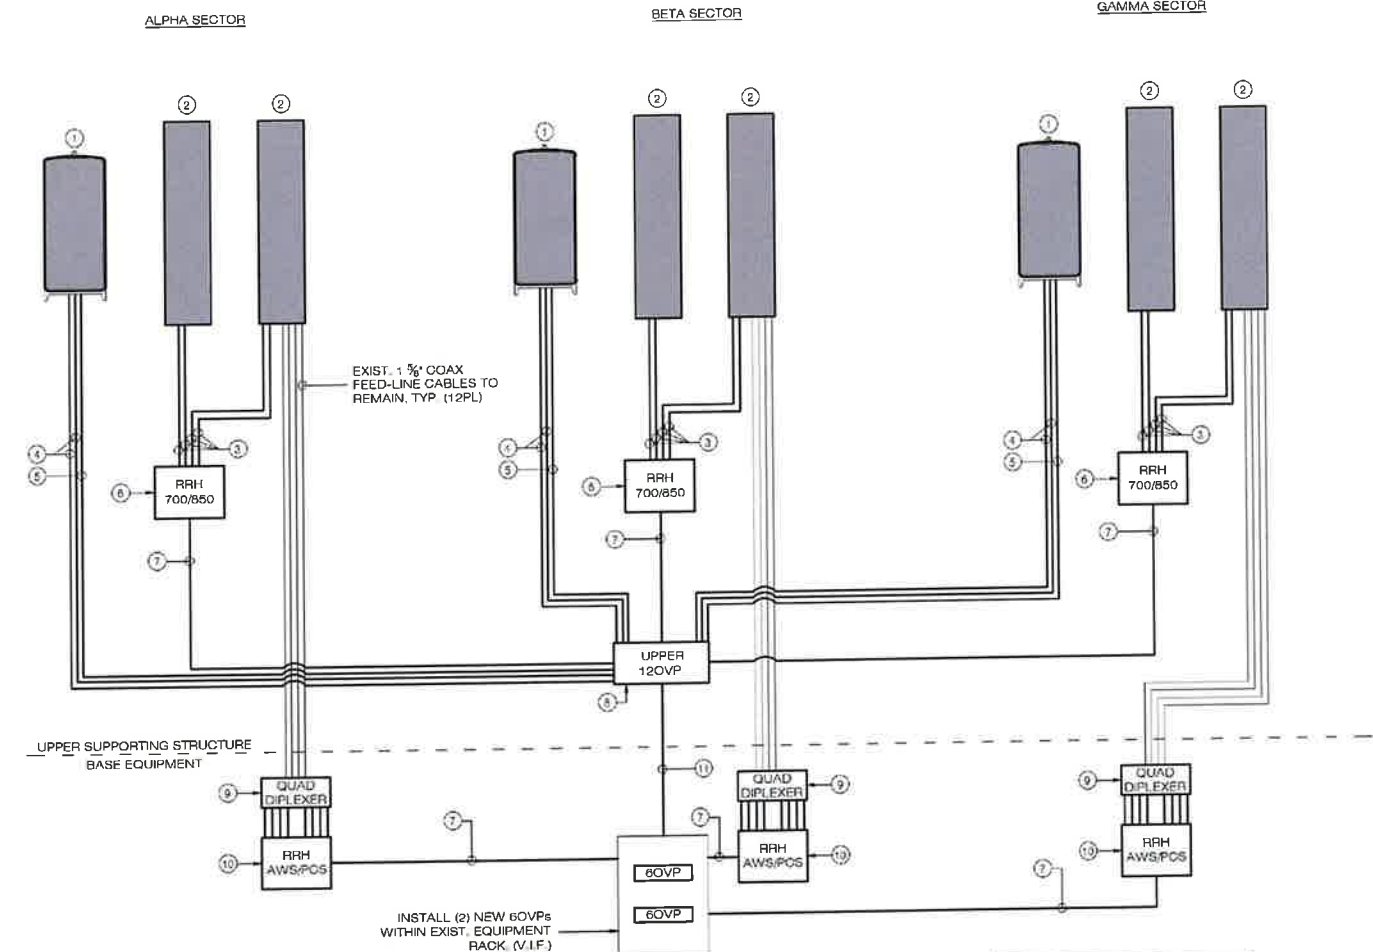 ALPHA SECTOR
BETA SECTOR
GAMMA SECTOR
2
2
2
2
2
2
1
1
1
EXIST. 1 ⅝" COAX
FEED-LINE CABLES TO
REMAIN, TYP. (12PL)
4
3
5
4
3
5
4
3
5
6
RRH
700/850
6
RRH
700/850
6
RRH
700/850
7
7
7
UPPER
12OVP
8
UPPER SUPPORTING STRUCTURE
BASE EQUIPMENT
11
9
QUAD
DIPLEXER
QUAD
DIPLEXER
9
9
QUAD
DIPLEXER
7
7
10
RRH
AWS/PCS
RRH
AWS/PCS
10
10
RRH
AWS/PCS
7
6OVP
6OVP
INSTALL (2) NEW 6OVPs
WITHIN EXIST. EQUIPMENT
RACK. (V.I.F.)